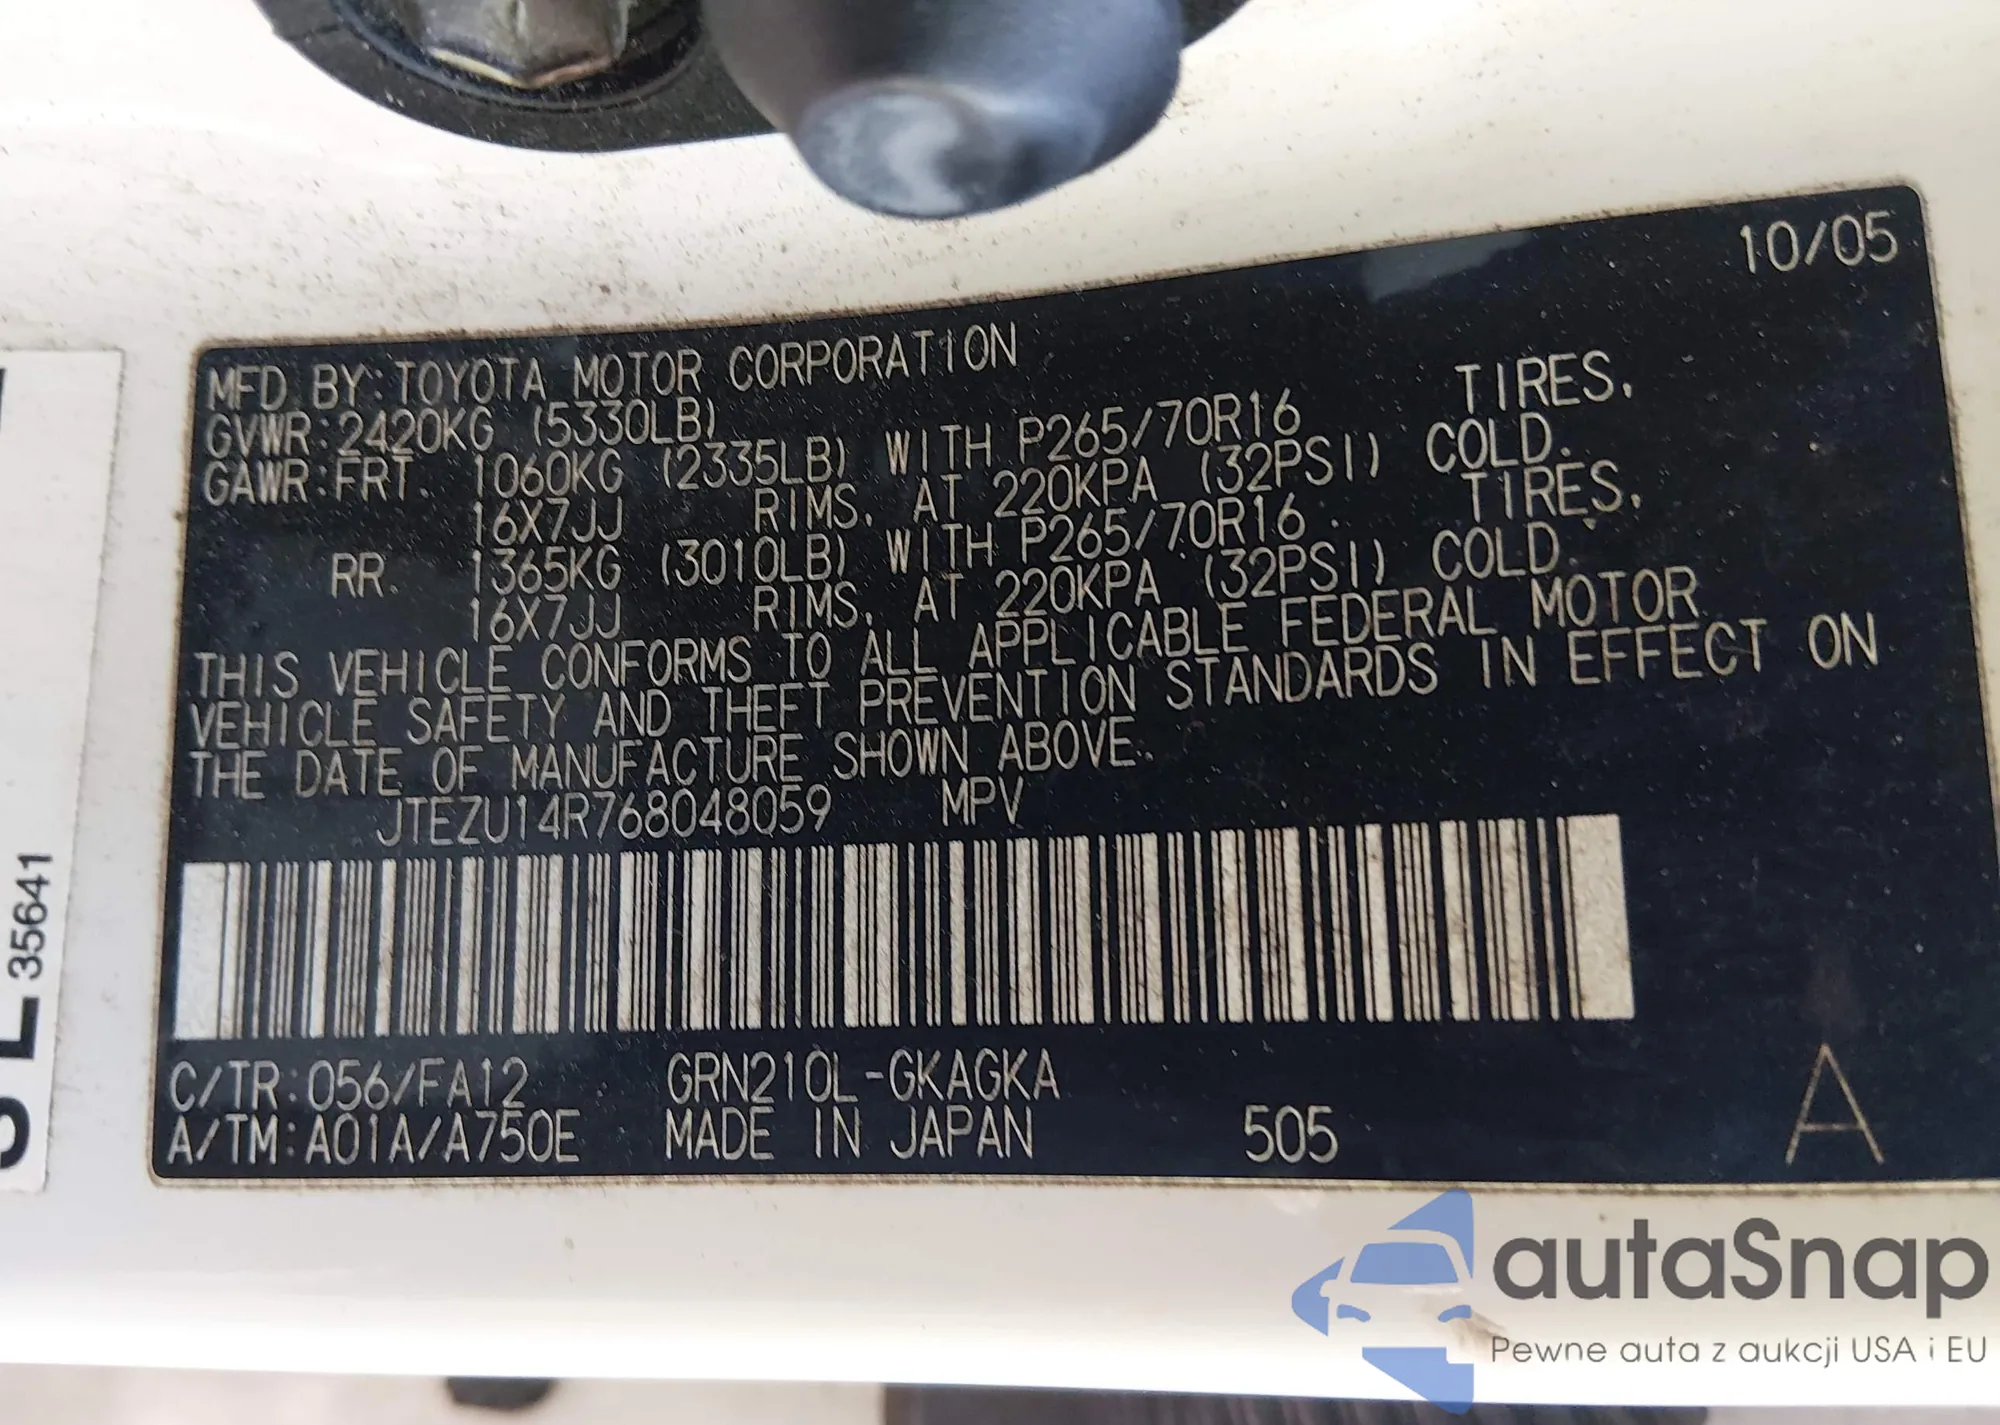 10/05
MFD. BY: TOYOTA MOTOR CORPORATION
GVWR: 2420KG (5330LB)
GAWR: FRT. 1060KG (2335LB) WITH P265/70R16 TIRES,
16X7JJ RIMS, AT 220KPA (32PSI) COLD.
RR. 1365KG (3010LB) WITH P265/70R16 TIRES,
16X7JJ RIMS, AT 220KPA (32PSI) COLD.
THIS VEHICLE CONFORMS TO ALL APPLICABLE FEDERAL MOTOR
VEHICLE SAFETY AND THEFT PREVENTION STANDARDS IN EFFECT ON
THE DATE OF MANUFACTURE SHOWN ABOVE.
JTEZU14R768048059 MPV
C/TR: 056/FA12 GRN210L-GKAGKA
A/TM: A01A/A750E MADE IN JAPAN 505 A
35641
autaSnap
Pewne auta z aukcji USA i EU